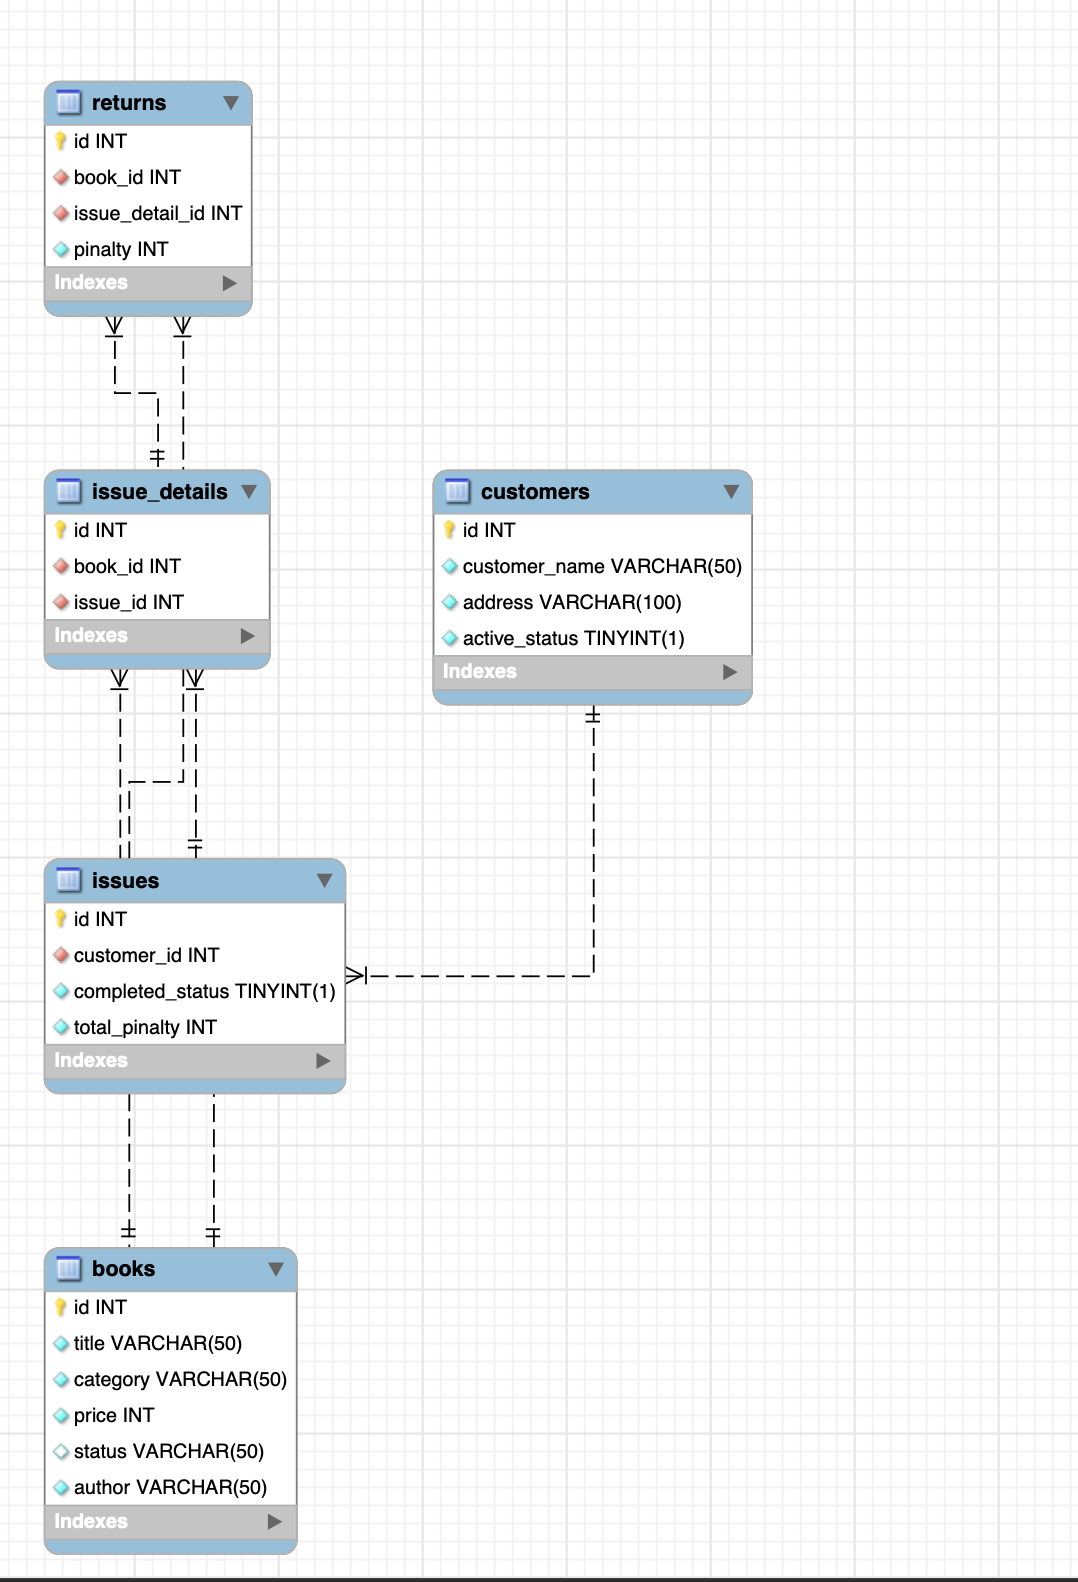 returns
id INT
book_id INT
issue_detail_id INT
pinalty INT
Indexes
issue_details
id INT
book_id INT
issue_id INT
Indexes
customers
id INT
customer_name VARCHAR(50)
address VARCHAR(100)
active_status TINYINT(1)
Indexes
issues
id INT
customer_id INT
completed_status TINYINT(1)
total_pinalty INT
Indexes
books
id INT
title VARCHAR(50)
category VARCHAR(50)
price INT
status VARCHAR(50)
author VARCHAR(50)
Indexes